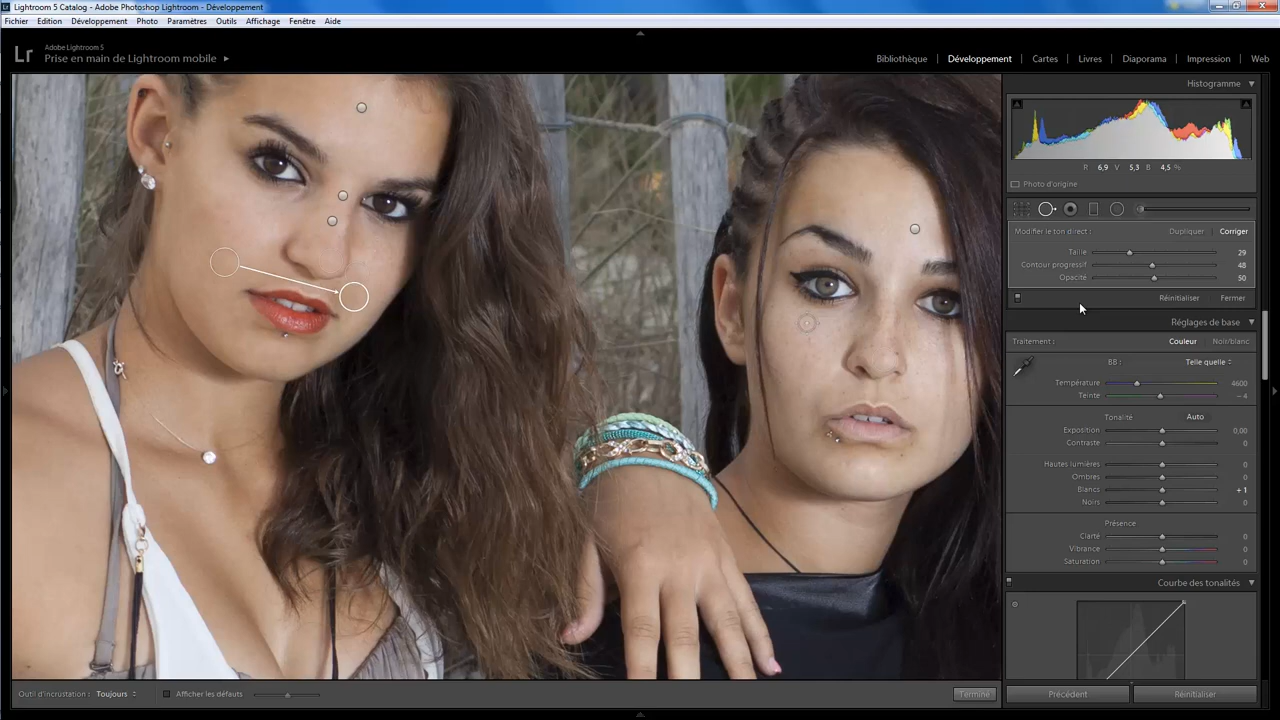 Lightroom 5 Catalog - Adobe Photoshop Lightroom - Développement
Fichier Edition Développement Photo Paramètres Outils Affichage Fenêtre Aide
Lr
Adobe Lightroom 5
Prise en main de Lightroom mobile
Bibliothèque | Développement | Cartes | Livres | Diaporama | Impression | Web
Histogramme
R 6,9 V 5,3 B 4,5 %
Photo d'origine
Modifier le ton direct : Dupliquer Corriger
Taille 29
Contour progressif 48
Opacité 50
Réinitialiser Fermer
Réglages de base
Traitement : Couleur | Noir/blanc
BB : Telle quelle
Température 4600
Teinte - 4
Tonalité Auto
Exposition 0,00
Contraste 0
Hautes lumières 0
Ombres 0
Blancs + 1
Noirs 0
Présence
Clarté 0
Vibrance 0
Saturation 0
Courbe des tonalités
Outil d'incrustation : Toujours Afficher les défauts Terminé
Précédent Réinitialiser